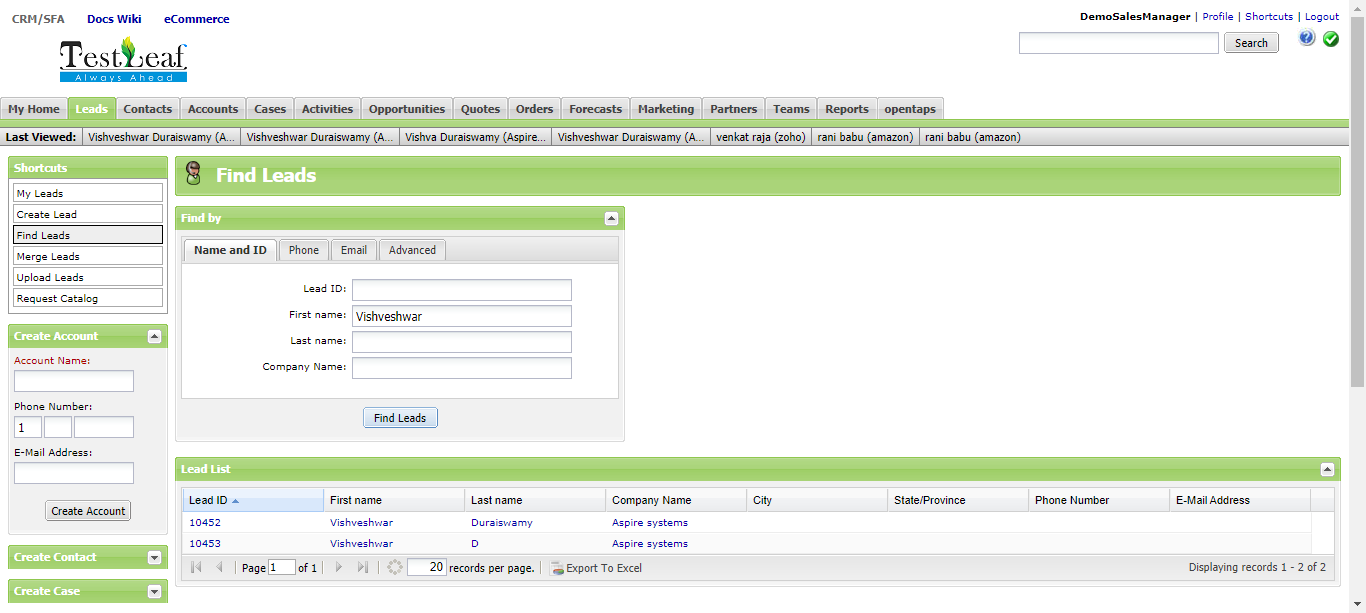 CRM/SFA Docs Wiki eCommerce
DemoSalesManager | Profile | Shortcuts | Logout
TestLeaf
Always Ahead
Search
?
My Home Leads Contacts Accounts Cases Activities Opportunities Quotes Orders Forecasts Marketing Partners Teams Reports opentaps
Last Viewed: Vishveshwar Duraiswamy (A... Vishveshwar Duraiswamy (A... Vishva Duraiswamy (Aspire... Vishveshwar Duraiswamy (A... venkat raja (zoho) rani babu (amazon) rani babu (amazon)
Shortcuts
My Leads
Create Lead
Find Leads
Merge Leads
Upload Leads
Request Catalog
Create Account
Account Name:
Phone Number:
1
E-Mail Address:
Create Account
Create Contact
Create Case
Find Leads
Find by
Name and ID Phone Email Advanced
Lead ID:
First name: Vishveshwar
Last name:
Company Name:
Find Leads
Lead List
Lead ID First name Last name Company Name City State/Province Phone Number E-Mail Address
10452 Vishveshwar Duraiswamy Aspire systems
10453 Vishveshwar D Aspire systems
Page 1 of 1 20 records per page. Export To Excel Displaying records 1 - 2 of 2